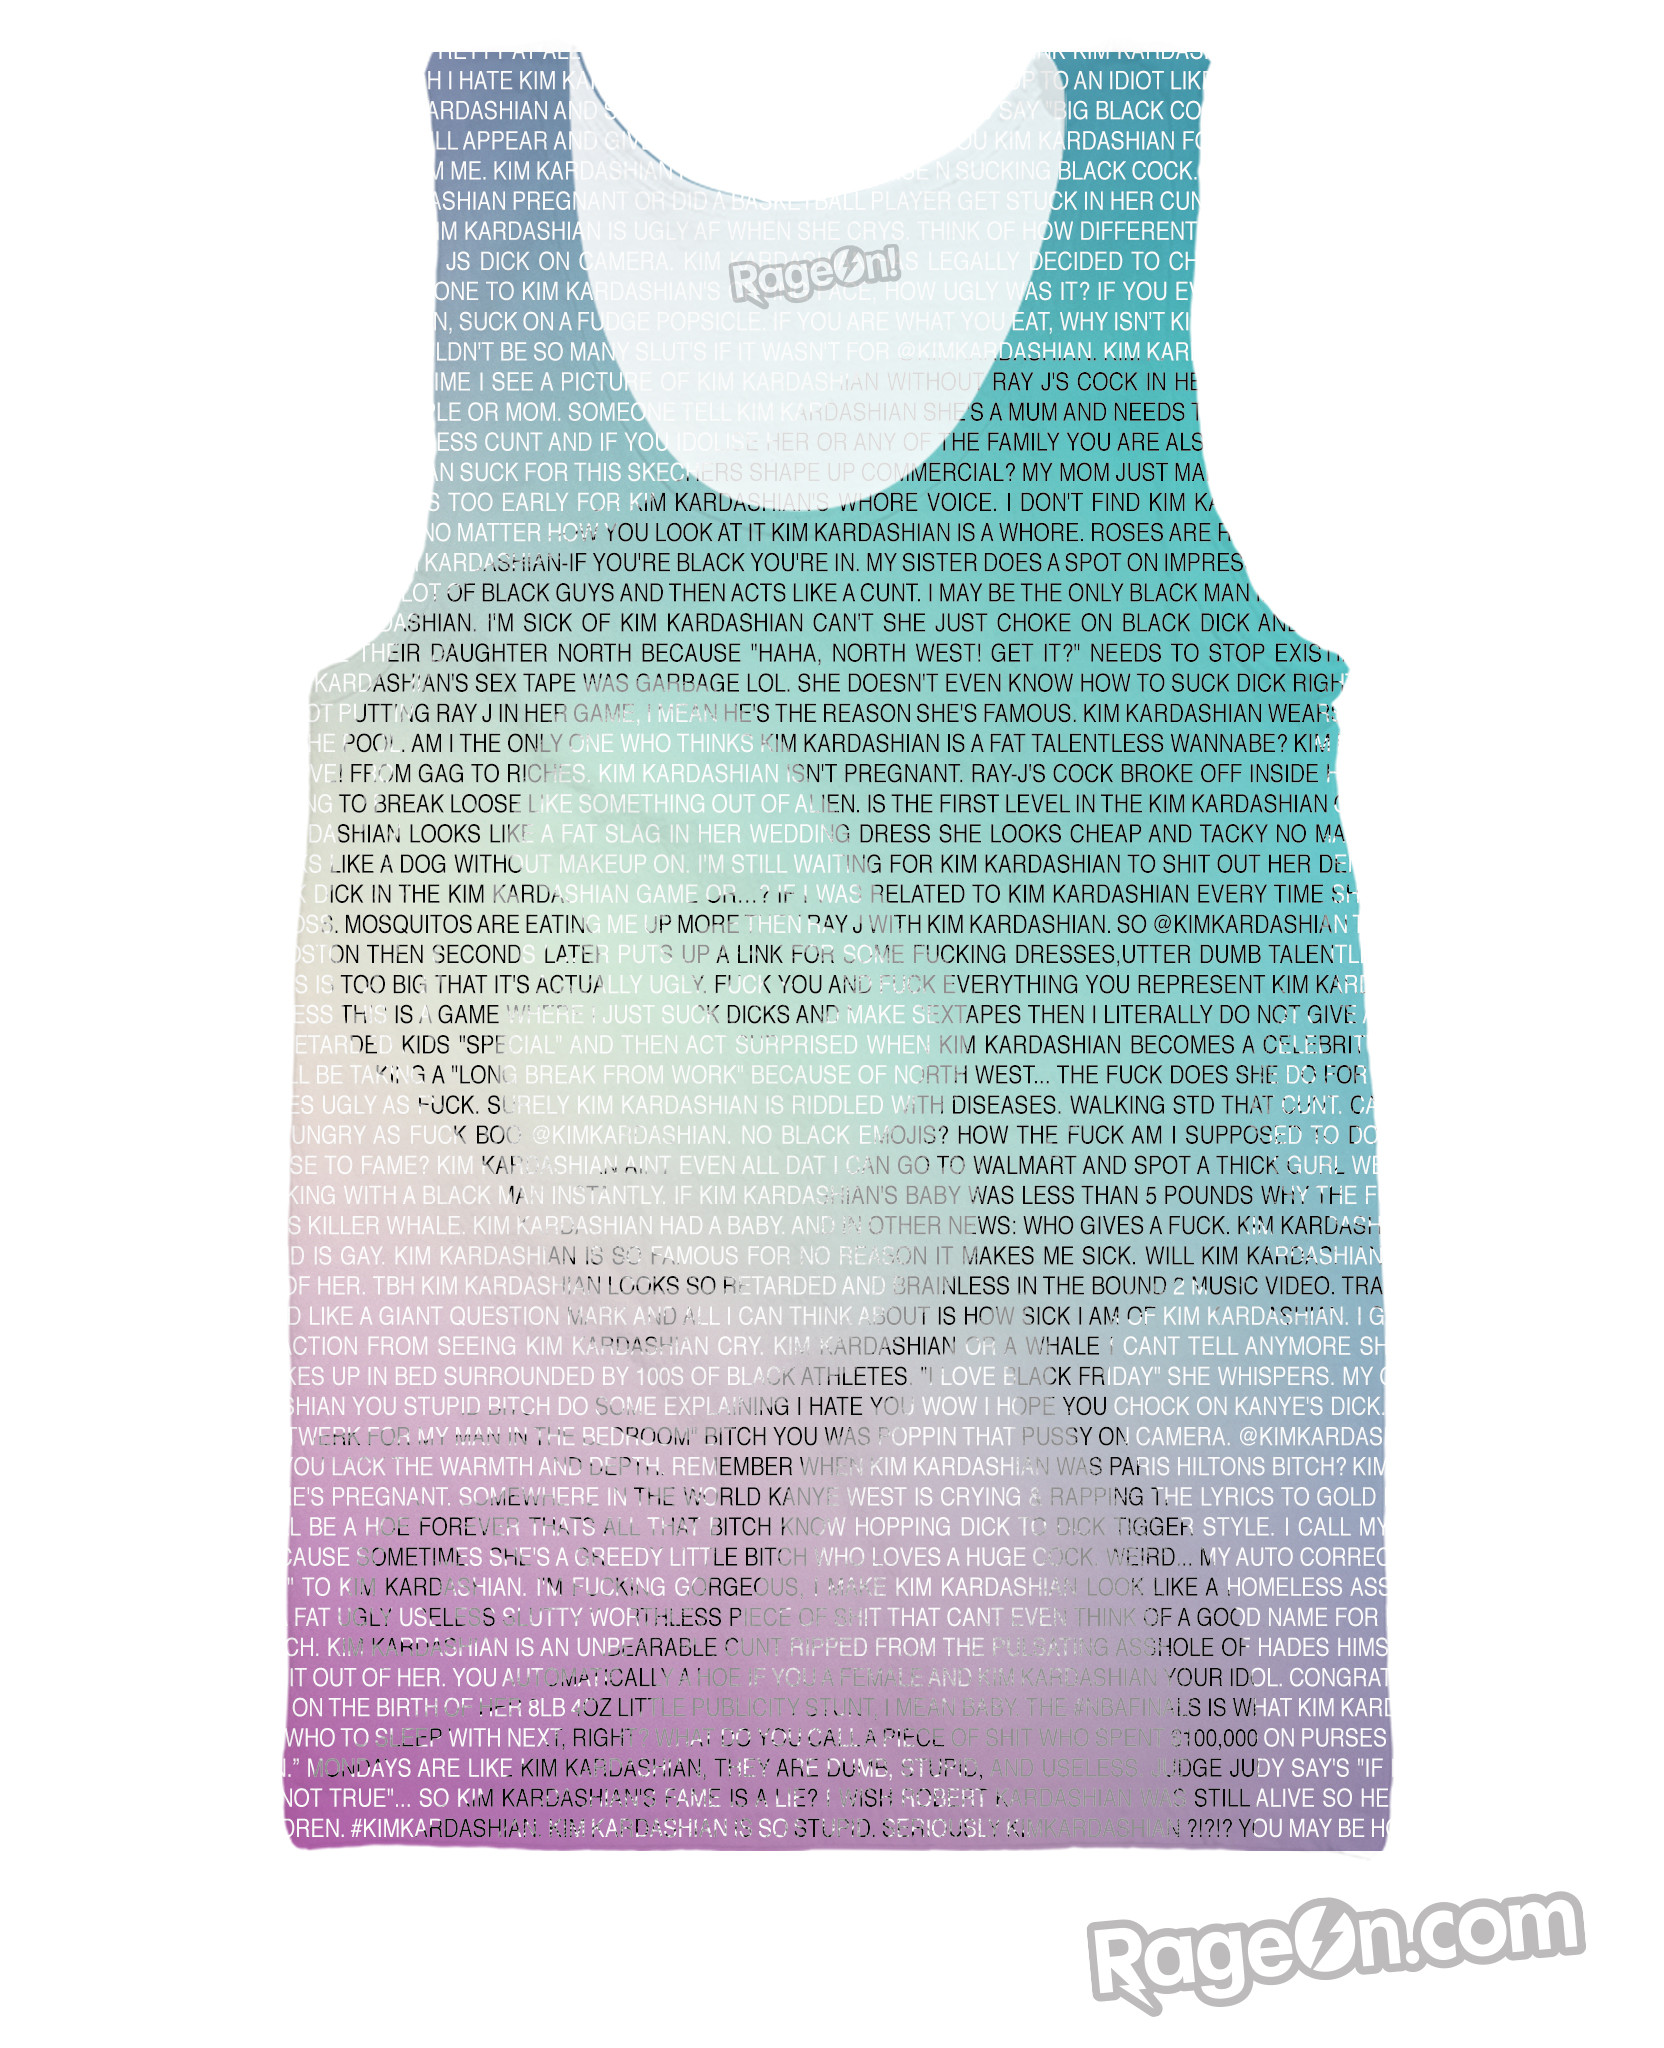 H I HATE KIM KA OP TO AN IDIOT LIKE
ARDASHIAN AND S SAY "BIG BLACK CO
LL APPEAR AND GIV OU KIM KARDASHIAN FO
M ME. KIM KARDASHIAN SE N SUCKING BLACK COCK.
ASHIAN PREGNANT OR DID A BASKETBALL PLAYER GET STUCK IN HER CUN
IM KARDASHIAN IS UGLY AF WHEN SHE CRYS. THINK OF HOW DIFFERENT
JS DICK ON CAMERA. KIM KARDASHIAN HAS LEGALLY DECIDED TO CH
RageOn!
ONE TO KIM KARDASHIAN'S FACE, HOW UGLY WAS IT? IF YOU EV
N, SUCK ON A FUDGE POPSICLE. IF YOU ARE WHAT YOU EAT, WHY ISN'T KI
LDN'T BE SO MANY SLUT'S IF IT WASN'T FOR @KIMKARDASHIAN. KIM KAR
IME I SEE A PICTURE OF KIM KARDASHIAN WITHOUT RAY J'S COCK IN HE
LE OR MOM. SOMEONE TELL KIM KARDASHIAN SHE'S A MUM AND NEEDS T
ESS CUNT AND IF YOU IDOLISE HER OR ANY OF THE FAMILY YOU ARE ALS
AN SUCK FOR THIS SKECHERS SHAPE UP COMMERCIAL? MY MOM JUST MA
S TOO EARLY FOR KIM KARDASHIAN'S WHORE VOICE. I DON'T FIND KIM KA
NO MATTER HOW YOU LOOK AT IT KIM KARDASHIAN IS A WHORE. ROSES ARE R
KARDASHIAN-IF YOU'RE BLACK YOU'RE IN. MY SISTER DOES A SPOT ON IMPRES
LOT OF BLACK GUYS AND THEN ACTS LIKE A CUNT. I MAY BE THE ONLY BLACK MAN
DASHIAN. I'M SICK OF KIM KARDASHIAN CAN'T SHE JUST CHOKE ON BLACK DICK AND
THEIR DAUGHTER NORTH BECAUSE "HAHA, NORTH WEST! GET IT?" NEEDS TO STOP EXISTI
KARDASHIAN'S SEX TAPE WAS GARBAGE LOL. SHE DOESN'T EVEN KNOW HOW TO SUCK DICK RIGH
OT PUTTING RAY J IN HER GAME, I MEAN HE'S THE REASON SHE'S FAMOUS. KIM KARDASHIAN WEARE
HE POOL. AM I THE ONLY ONE WHO THINKS KIM KARDASHIAN IS A FAT TALENTLESS WANNABE? KIM
VE! FROM GAG TO RICHES. KIM KARDASHIAN ISN'T PREGNANT. RAY-J'S COCK BROKE OFF INSIDE H
NG TO BREAK LOOSE LIKE SOMETHING OUT OF ALIEN. IS THE FIRST LEVEL IN THE KIM KARDASHIAN G
DASHIAN LOOKS LIKE A FAT SLAG IN HER WEDDING DRESS SHE LOOKS CHEAP AND TACKY NO MA
S LIKE A DOG WITHOUT MAKEUP ON. I'M STILL WAITING FOR KIM KARDASHIAN TO SHIT OUT HER DE
K DICK IN THE KIM KARDASHIAN GAME OR...? IF I WAS RELATED TO KIM KARDASHIAN EVERY TIME SH
OSS. MOSQUITOS ARE EATING ME UP MORE THEN RAY J WITH KIM KARDASHIAN. SO @KIMKARDASHIAN T
OSTON THEN SECONDS LATER PUTS UP A LINK FOR SOME FUCKING DRESSES,UTTER DUMB TALENTL
S IS TOO BIG THAT IT'S ACTUALLY UGLY. FUCK YOU AND FUCK EVERYTHING YOU REPRESENT KIM KARD
ESS THIS IS A GAME WHERE I JUST SUCK DICKS AND MAKE SEXTAPES THEN I LITERALLY DO NOT GIVE A
ETARDED KIDS "SPECIAL" AND THEN ACT SURPRISED WHEN KIM KARDASHIAN BECOMES A CELEBRIT
LL BE TAKING A "LONG BREAK FROM WORK" BECAUSE OF NORTH WEST... THE FUCK DOES SHE DO FOR
ES UGLY AS FUCK. SURELY KIM KARDASHIAN IS RIDDLED WITH DISEASES. WALKING STD THAT CUNT. CA
UNGRY AS FUCK BOO @KIMKARDASHIAN. NO BLACK EMOJIS? HOW THE FUCK AM I SUPPOSED TO DO
SE TO FAME? KIM KARDASHIAN AINT EVEN ALL DAT I CAN GO TO WALMART AND SPOT A THICK GURL WE
KING WITH A BLACK MAN INSTANTLY. IF KIM KARDASHIAN'S BABY WAS LESS THAN 5 POUNDS WHY THE F
S KILLER WHALE. KIM KARDASHIAN HAD A BABY. AND IN OTHER NEWS: WHO GIVES A FUCK. KIM KARDASH
D IS GAY. KIM KARDASHIAN IS SO FAMOUS FOR NO REASON IT MAKES ME SICK. WILL KIM KARDASHIAN
OF HER. TBH KIM KARDASHIAN LOOKS SO RETARDED AND BRAINLESS IN THE BOUND 2 MUSIC VIDEO. TRA
D LIKE A GIANT QUESTION MARK AND ALL I CAN THINK ABOUT IS HOW SICK I AM OF KIM KARDASHIAN. I G
CTION FROM SEEING KIM KARDASHIAN CRY. KIM KARDASHIAN OR A WHALE I CANT TELL ANYMORE SH
KES UP IN BED SURROUNDED BY 100S OF BLACK ATHLETES. "I LOVE BLACK FRIDAY" SHE WHISPERS. MY
SHIAN YOU STUPID BITCH DO SOME EXPLAINING I HATE YOU WOW I HOPE YOU CHOCK ON KANYE'S DICK.
TWERK FOR MY MAN IN THE BEDROOM" BITCH YOU WAS POPPIN THAT PUSSY ON CAMERA. @KIMKARDAS
YOU LACK THE WARMTH AND DEPTH. REMEMBER WHEN KIM KARDASHIAN WAS PARIS HILTONS BITCH? KIM
E'S PREGNANT. SOMEWHERE IN THE WORLD KANYE WEST IS CRYING & RAPPING THE LYRICS TO GOLD
L BE A HOE FOREVER THATS ALL THAT BITCH KNOW HOPPING DICK TO DICK TIGGER STYLE. I CALL MY
CAUSE SOMETIMES SHE'S A GREEDY LITTLE BITCH WHO LOVES A HUGE COCK. WEIRD... MY AUTO CORREC
" TO KIM KARDASHIAN. I'M FUCKING GORGEOUS, I MAKE KIM KARDASHIAN LOOK LIKE A HOMELESS ASS
FAT UGLY USELESS SLUTTY WORTHLESS PIECE OF SHIT THAT CANT EVEN THINK OF A GOOD NAME FOR
CH. KIM KARDASHIAN IS AN UNBEARABLE CUNT RIPPED FROM THE PULSATING ASSHOLE OF HADES HIMS
IT OUT OF HER. YOU AUTOMATICALLY A HOE IF YOU A FEMALE AND KIM KARDASHIAN YOUR IDOL. CONGRAT
ON THE BIRTH OF HER 8LB 4OZ LITTLE PUBLICITY STUNT, I MEAN BABY. THE #NBAFINALS IS WHAT KIM KARD
WHO TO SLEEP WITH NEXT, RIGHT? WHAT DO YOU CALL A PIECE OF SHIT WHO SPENT $100,000 ON PURSES
." MONDAYS ARE LIKE KIM KARDASHIAN, THEY ARE DUMB, STUPID, AND USELESS. JUDGE JUDY SAY'S "IF
NOT TRUE"... SO KIM KARDASHIAN'S FAME IS A LIE? I WISH ROBERT KARDASHIAN WAS STILL ALIVE SO HE
DREN. #KIMKARDASHIAN. KIM KARDASHIAN IS SO STUPID. SERIOUSLY KIMKARDASHIAN ?!?!? YOU MAY BE HO
RageOn.com